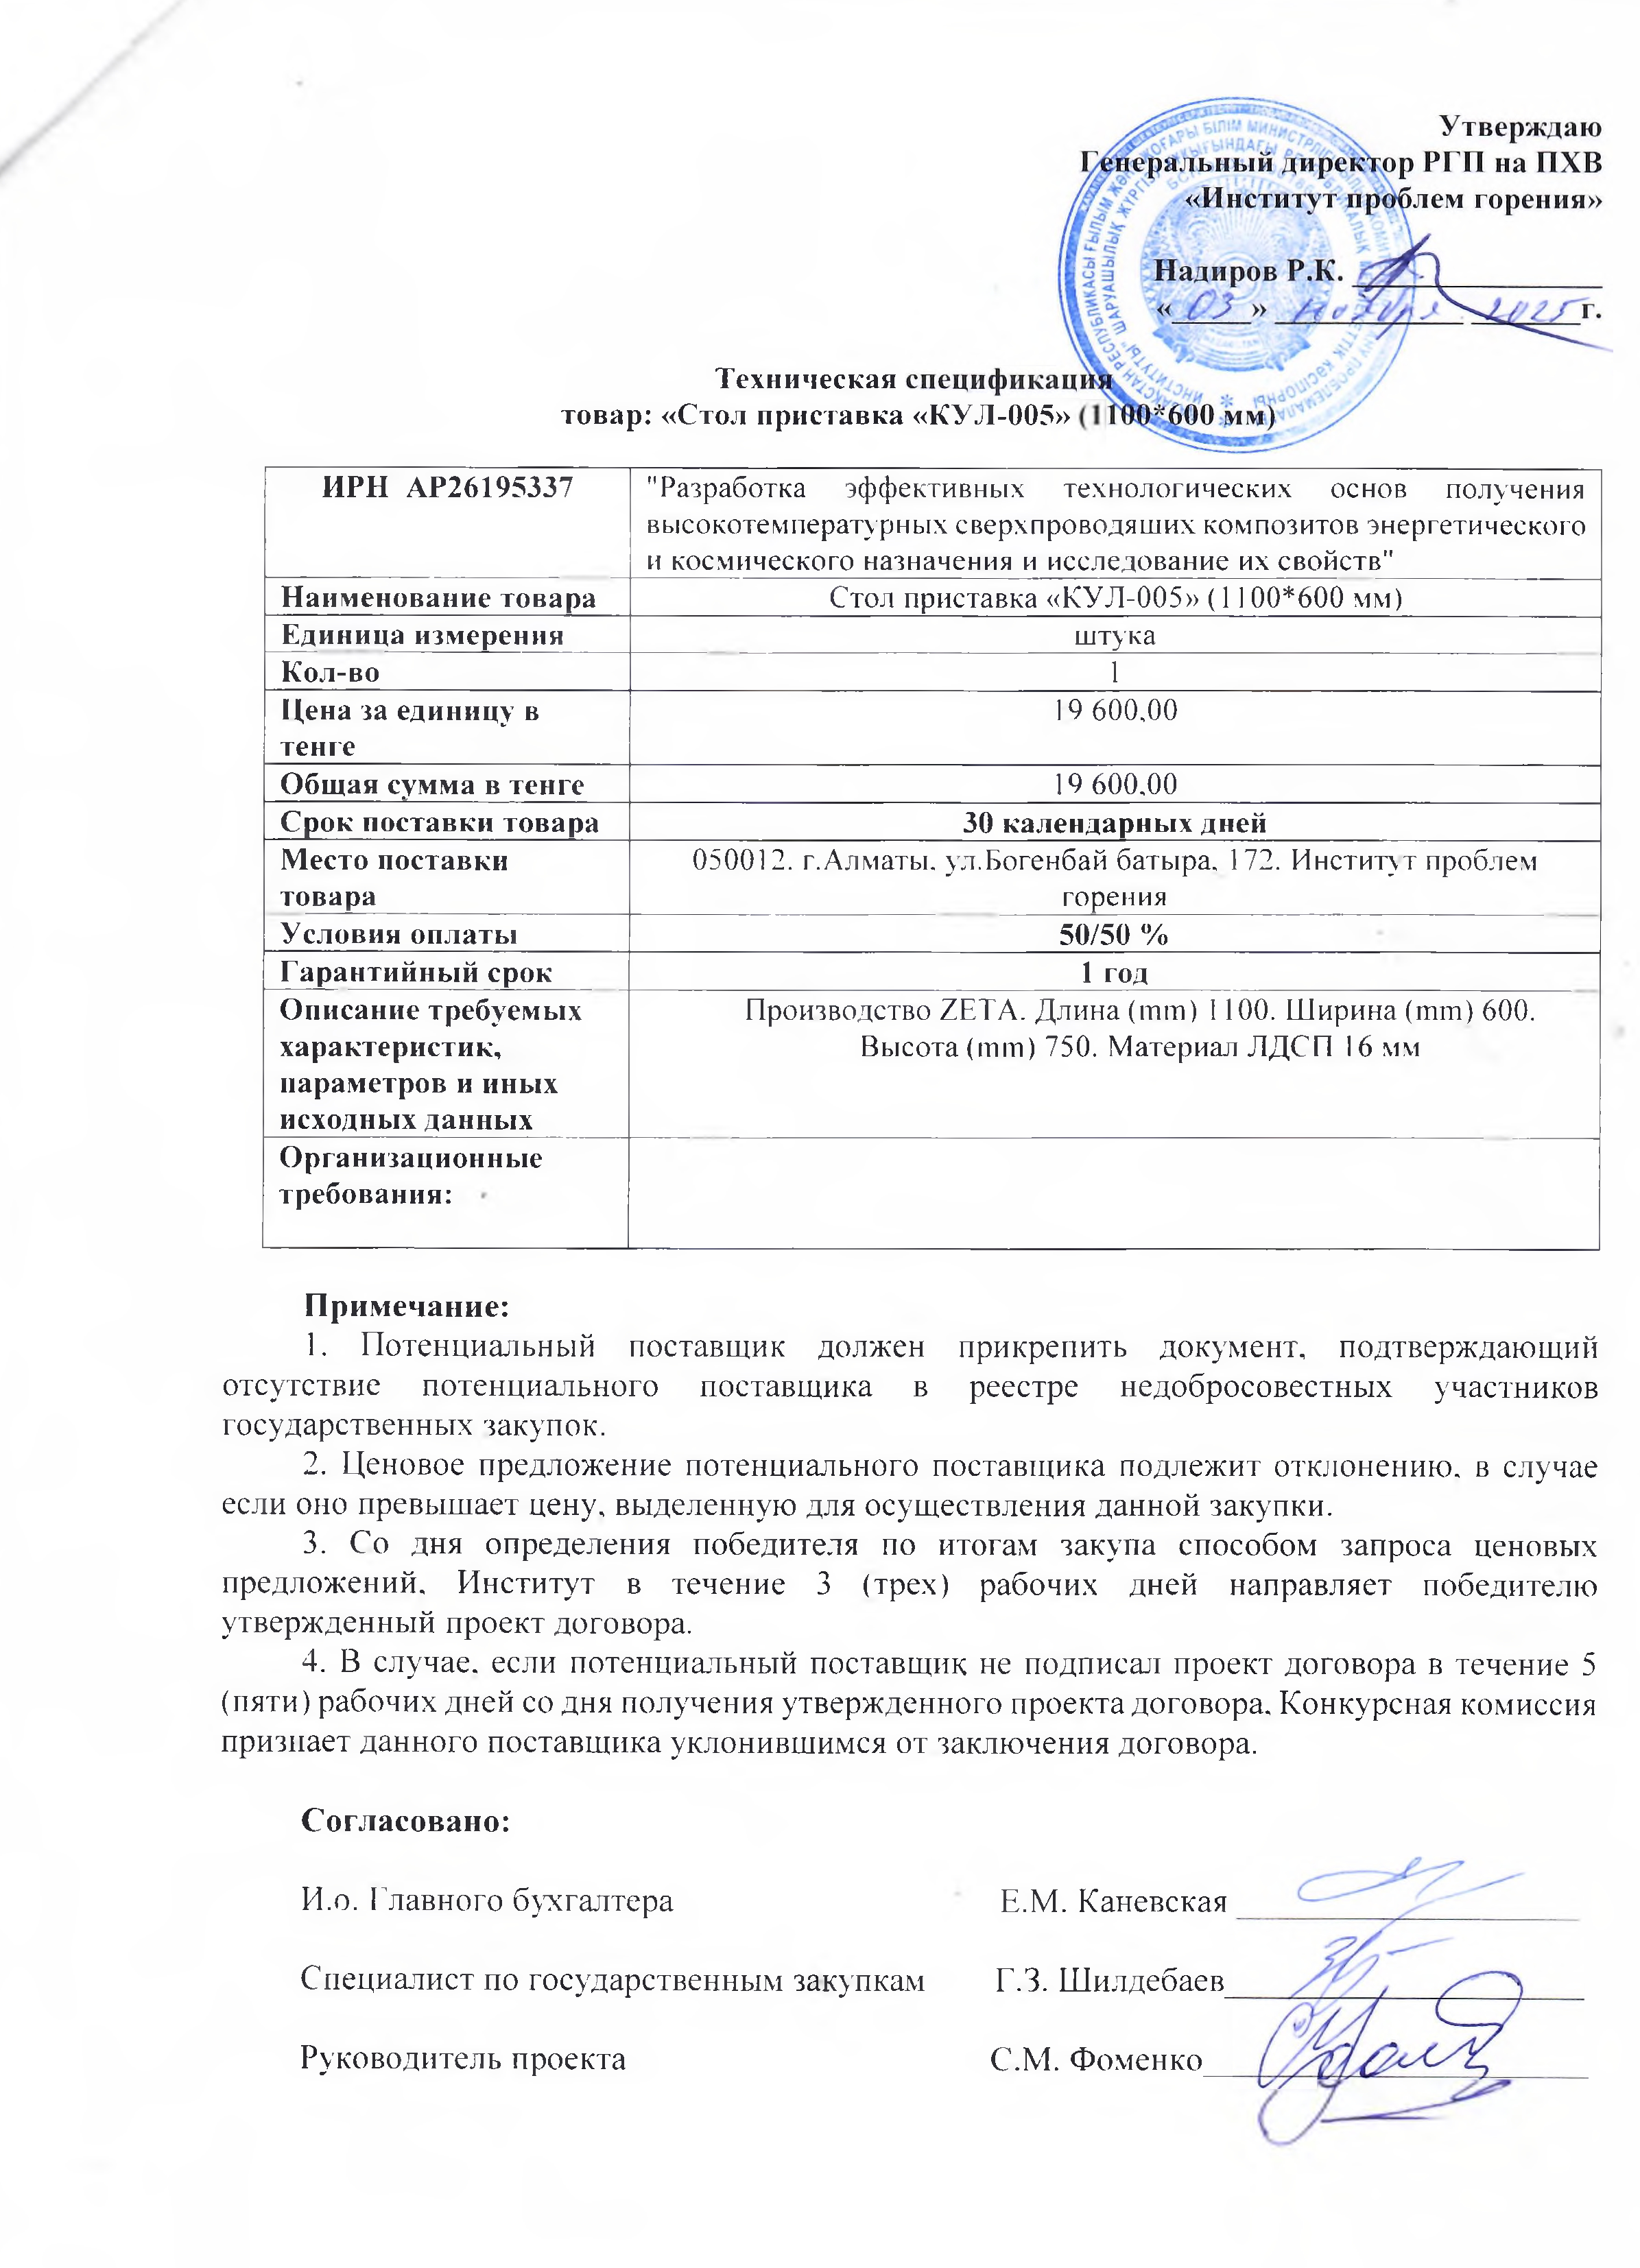 Утверждаю
Генеральный директор РГП на ПХВ
«Институт проблем горения»
Надиров Р.К.
«03» ноября 2025 г.
Техническая спецификация
товар: «Стол приставка «КУЛ-005» (1100*600 мм)
ИРН АР26195337
"Разработка эффективных технологических основ получения
высокотемпературных сверхпроводящих композитов энергетического
и космического назначения и исследование их свойств"
Наименование товара
Стол приставка «КУЛ-005» (1100*600 мм)
Единица измерения
штука
Кол-во
1
Цена за единицу в
тенге
19 600,00
Общая сумма в тенге
19 600,00
Срок поставки товара
30 календарных дней
Место поставки
товара
050012, г.Алматы, ул.Богенбай батыра, 172. Институт проблем
горения
Условия оплаты
50/50 %
Гарантийный срок
1 год
Описание требуемых
характеристик,
параметров и иных
исходных данных
Производство ZETA. Длина (mm) 1100. Ширина (mm) 600.
Высота (mm) 750. Материал ЛДСП 16 мм
Организационные
требования:
Примечание:
1. Потенциальный поставщик должен прикрепить документ, подтверждающий
отсутствие потенциального поставщика в реестре недобросовестных участников
государственных закупок.
2. Ценовое предложение потенциального поставщика подлежит отклонению, в случае
если оно превышает цену, выделенную для осуществления данной закупки.
3. Со дня определения победителя по итогам закупа способом запроса ценовых
предложений, Институт в течение 3 (трех) рабочих дней направляет победителю
утвержденный проект договора.
4. В случае, если потенциальный поставщик не подписал проект договора в течение 5
(пяти) рабочих дней со дня получения утвержденного проекта договора, Конкурсная комиссия
признает данного поставщика уклонившимся от заключения договора.
Согласовано:
И.о. Главного бухгалтера Е.М. Каневская
Специалист по государственным закупкам Г.З. Шилдебаев
Руководитель проекта С.М. Фоменко